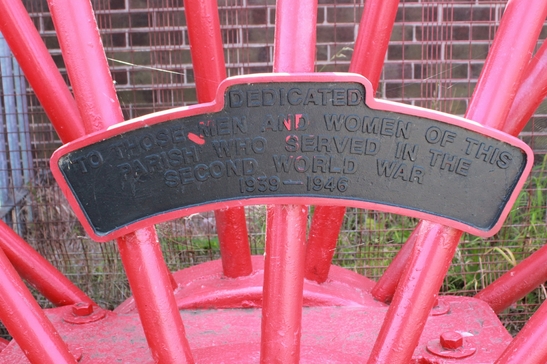 DEDICATED
TO THOSE MEN AND WOMEN OF THIS
PARISH WHO SERVED IN THE
SECOND WORLD WAR
1939 — 1946